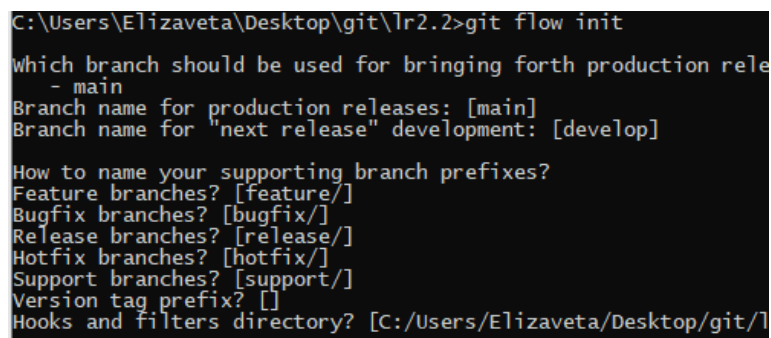 C:\Users\Elizaveta\Desktop\git\lr2.2>git flow init
Which branch should be used for bringing forth production rele
- main
Branch name for production releases: [main]
Branch name for "next release" development: [develop]
How to name your supporting branch prefixes?
Feature branches? [feature/]
Bugfix branches? [bugfix/]
Release branches? [release/]
Hotfix branches? [hotfix/]
Support branches? [support/]
Version tag prefix? []
Hooks and filters directory? [C:/Users/Elizaveta/Desktop/git/l